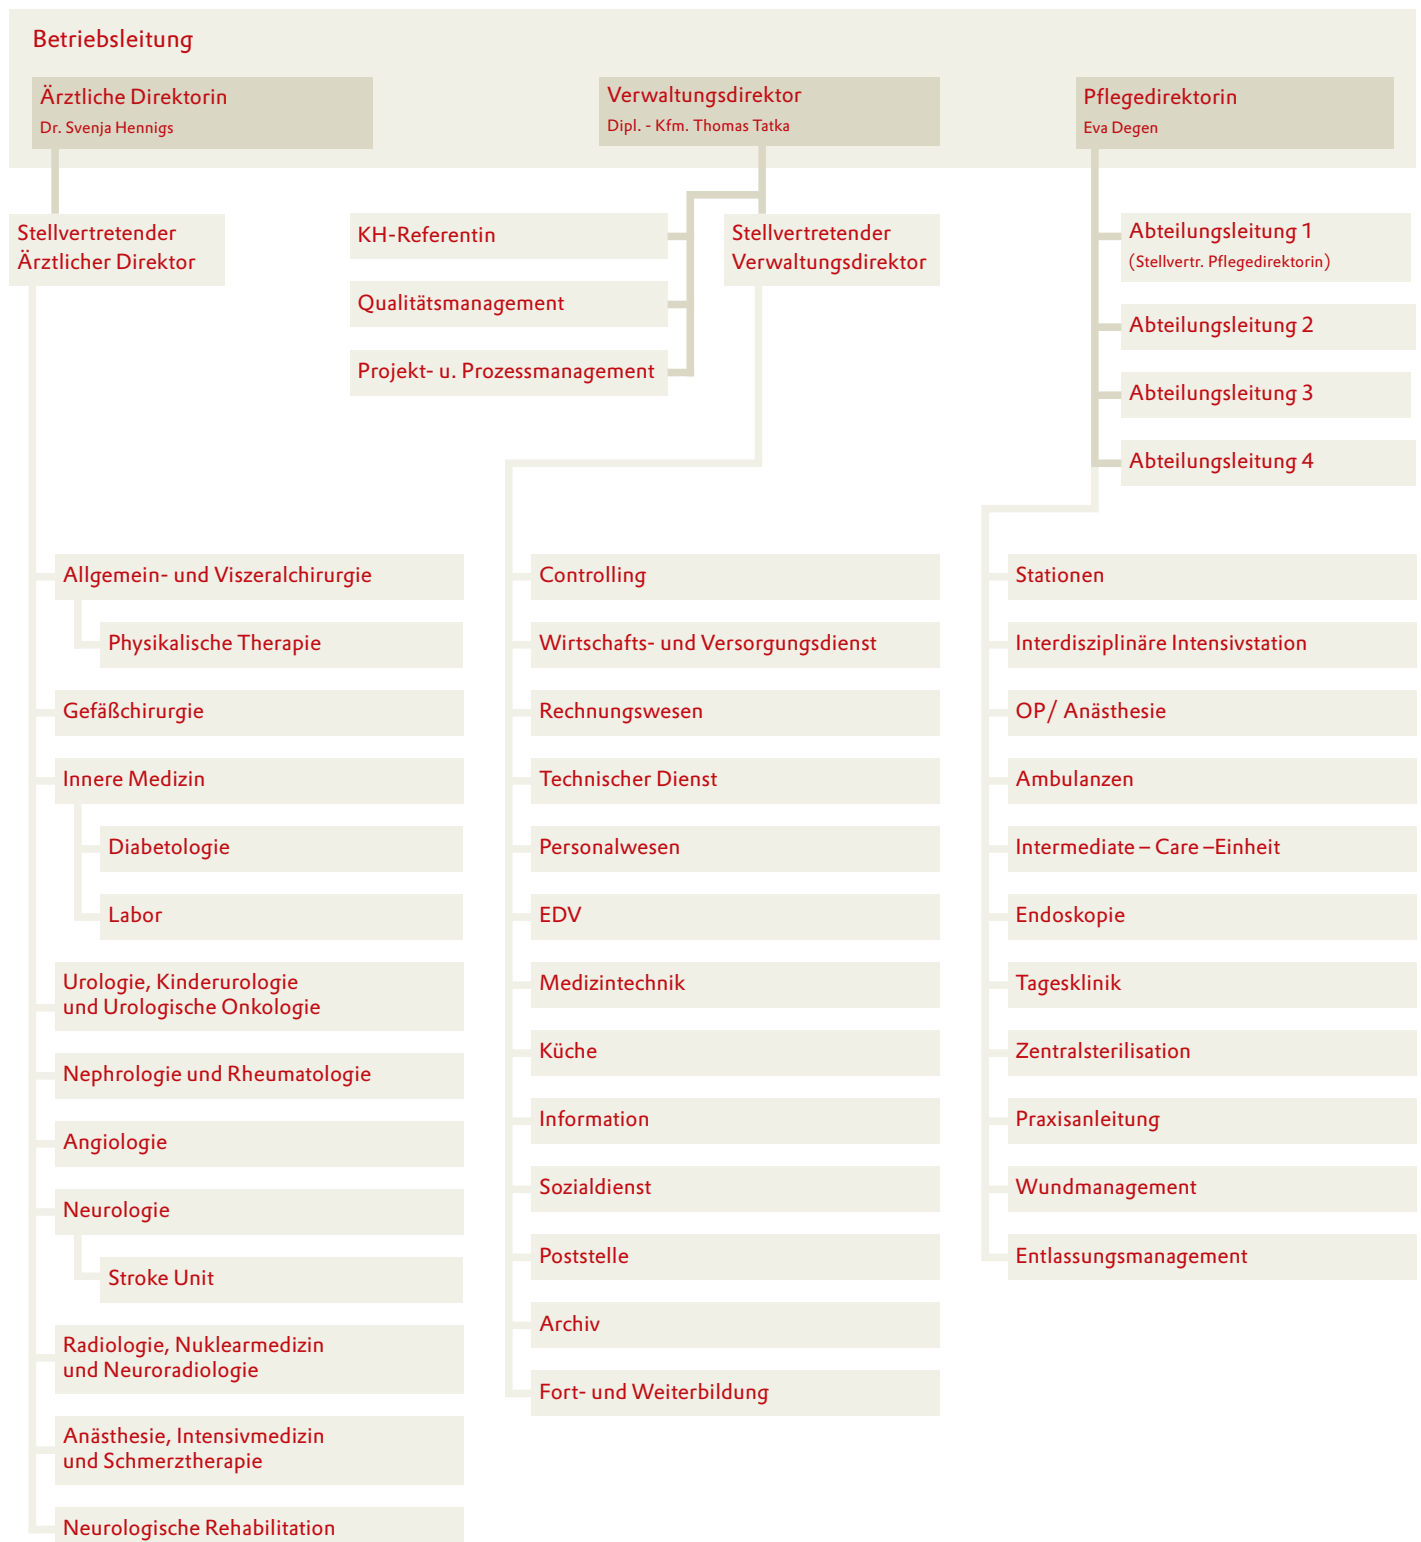 Betriebsleitung
Ärztliche Direktorin
Dr. Svenja Hennigs
Verwaltungsdirektor
Dipl. - Kfm. Thomas Tatka
Pflegedirektorin
Eva Degen
Stellvertretender
Ärztlicher Direktor
KH-Referentin
Qualitätsmanagement
Projekt- u. Prozessmanagement
Stellvertretender
Verwaltungsdirektor
Abteilungsleitung 1
(Stellvertr. Pflegedirektorin)
Abteilungsleitung 2
Abteilungsleitung 3
Abteilungsleitung 4
Allgemein- und Viszeralchirurgie
Physikalische Therapie
Gefäßchirurgie
Innere Medizin
Diabetologie
Labor
Urologie, Kinderurologie
und Urologische Onkologie
Nephrologie und Rheumatologie
Angiologie
Neurologie
Stroke Unit
Radiologie, Nuklearmedizin
und Neuroradiologie
Anästhesie, Intensivmedizin
und Schmerztherapie
Neurologische Rehabilitation
Controlling
Wirtschafts- und Versorgungsdienst
Rechnungswesen
Technischer Dienst
Personalwesen
EDV
Medizintechnik
Küche
Information
Sozialdienst
Poststelle
Archiv
Fort- und Weiterbildung
Stationen
Interdisziplinäre Intensivstation
OP/ Anästhesie
Ambulanzen
Intermediate – Care –Einheit
Endoskopie
Tagesklinik
Zentralsterilisation
Praxisanleitung
Wundmanagement
Entlassungsmanagement